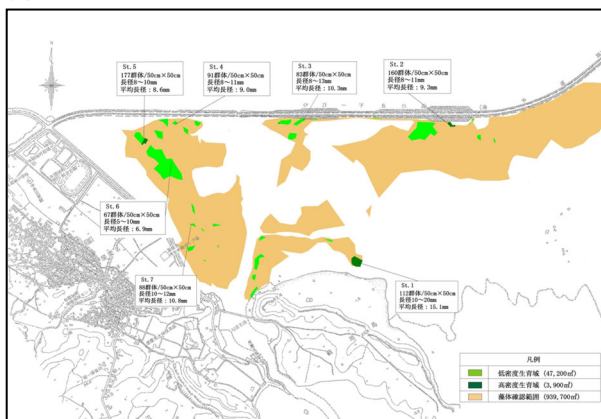 St.5
177群体/50cm×50cm
長径8～10mm
平均長径：8.6mm
St.4
91群体/50cm×50cm
長径8～11mm
平均長径：9.0mm
St.3
83群体/50cm×50cm
長径8～13mm
平均長径：10.3mm
St.2
160群体/50cm×50cm
長径8～11mm
平均長径：9.3mm
St.6
67群体/50cm×50cm
長径5～10mm
平均長径：6.9mm
St.7
88群体/50cm×50cm
長径10～12mm
平均長径：10.8mm
St.1
112群体/50cm×50cm
長径10～20mm
平均長径：15.1mm
凡例
低密度生育域 (47,200㎡)
高密度生育域 (3,900㎡)
藻体確認範囲 (939,700㎡)